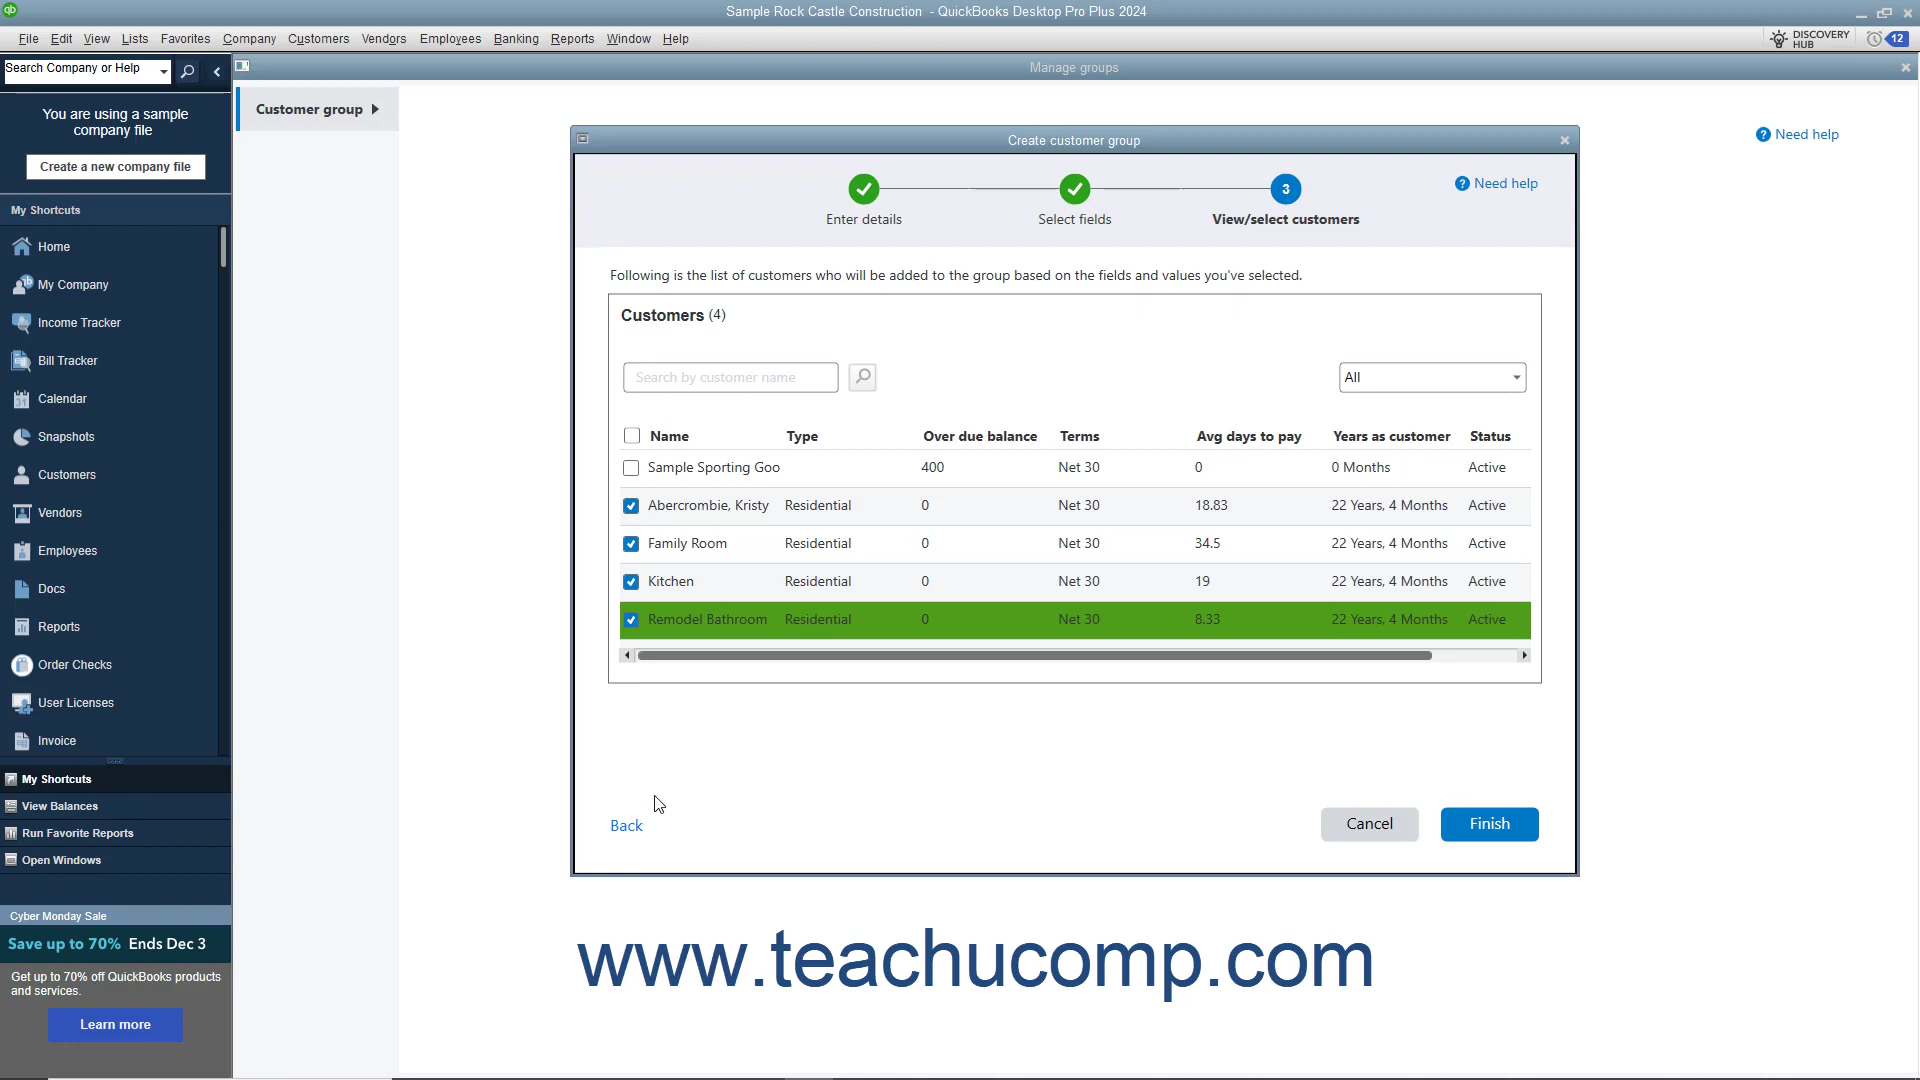 Sample Rock Castle Construction - QuickBooks Desktop Pro Plus 2024
File Edit View Lists Favorites Company Customers Vendors Employees Banking Reports Window Help
DISCOVERY
HUB
12
Search Company or Help
Manage groups
You are using a sample
company file
Create a new company file
My Shortcuts
Home
My Company
Income Tracker
Bill Tracker
31
Calendar
Snapshots
Customers
Vendors
Employees
Docs
Reports
Order Checks
User Licenses
Invoice
My Shortcuts
View Balances
Run Favorite Reports
Open Windows
Cyber Monday Sale
Save up to 70% Ends Dec 3
Get up to 70% off QuickBooks products
and services.
Learn more
Customer group
? Need help
Create customer group
3
? Need help
Enter details Select fields View/select customers
Following is the list of customers who will be added to the group based on the fields and values you've selected.
Customers (4)
Search by customer name
All
Name Type Over due balance Terms Avg days to pay Years as customer Status
Sample Sporting Goo 400 Net 30 0 0 Months Active
Abercrombie, Kristy Residential 0 Net 30 18.83 22 Years, 4 Months Active
Family Room Residential 0 Net 30 34.5 22 Years, 4 Months Active
Kitchen Residential 0 Net 30 19 22 Years, 4 Months Active
Remodel Bathroom Residential 0 Net 30 8.33 22 Years, 4 Months Active
Back Cancel Finish
www.teachucomp.com